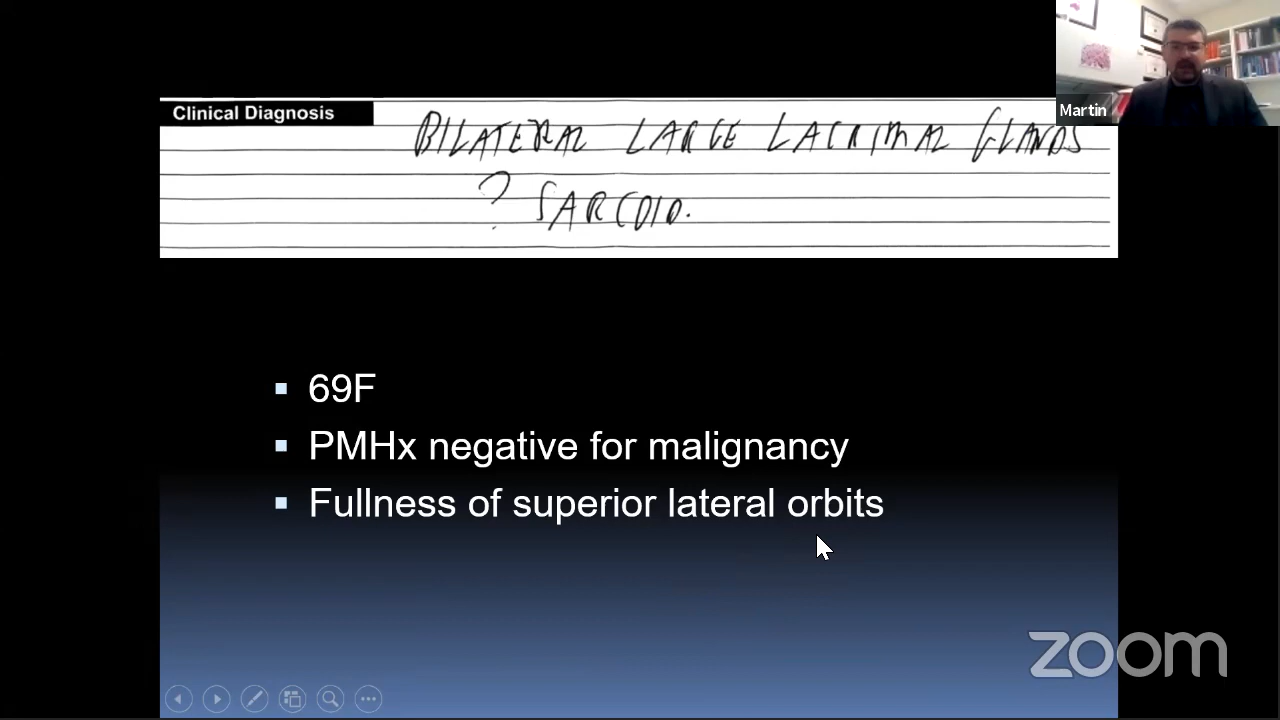 Martin
Clinical Diagnosis
BILATERAL LARGE LACRIMAL GLANDS
? SARCOID.
69F
PMHx negative for malignancy
Fullness of superior lateral orbits
zoom